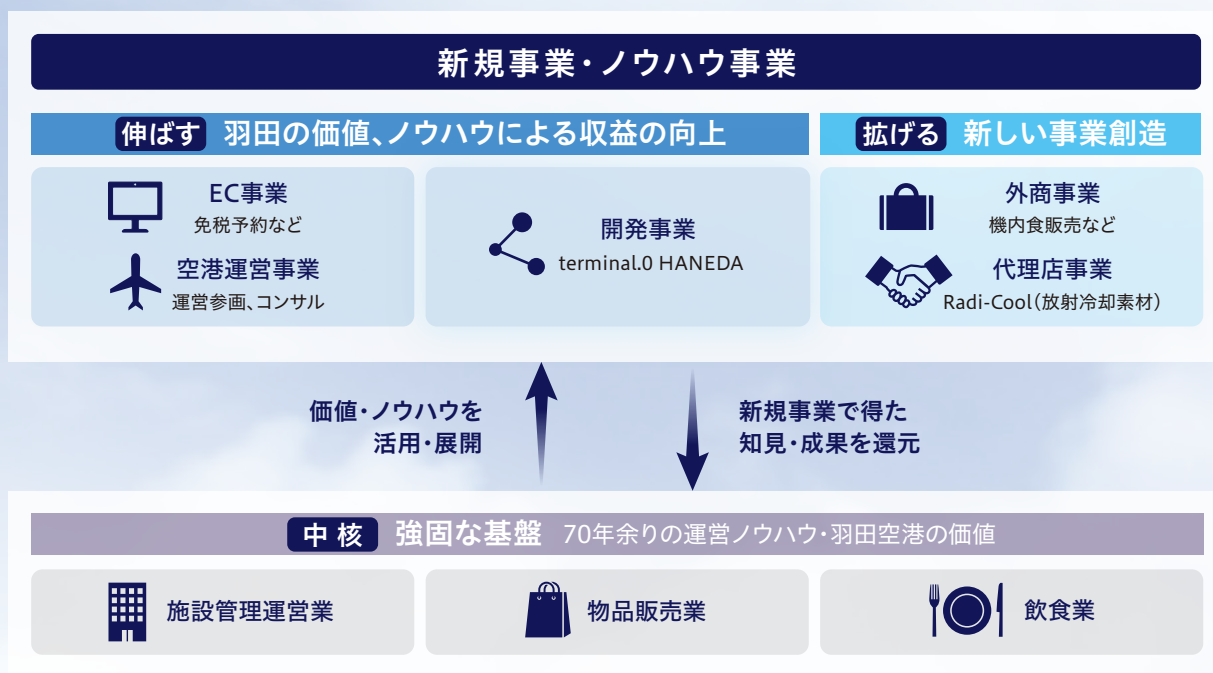 新規事業・ノウハウ事業
伸ばす 羽田の価値、ノウハウによる収益の向上
拡げる 新しい事業創造
EC事業
免税予約など
空港運営事業
運営参画、コンサル
開発事業
terminal.0 HANEDA
外商事業
機内食販売など
代理店事業
Radi-Cool(放射冷却素材)
価値・ノウハウを
活用・展開
新規事業で得た
知見・成果を還元
中核 強固な基盤 70年余りの運営ノウハウ・羽田空港の価値
施設管理運営業
物品販売業
飲食業